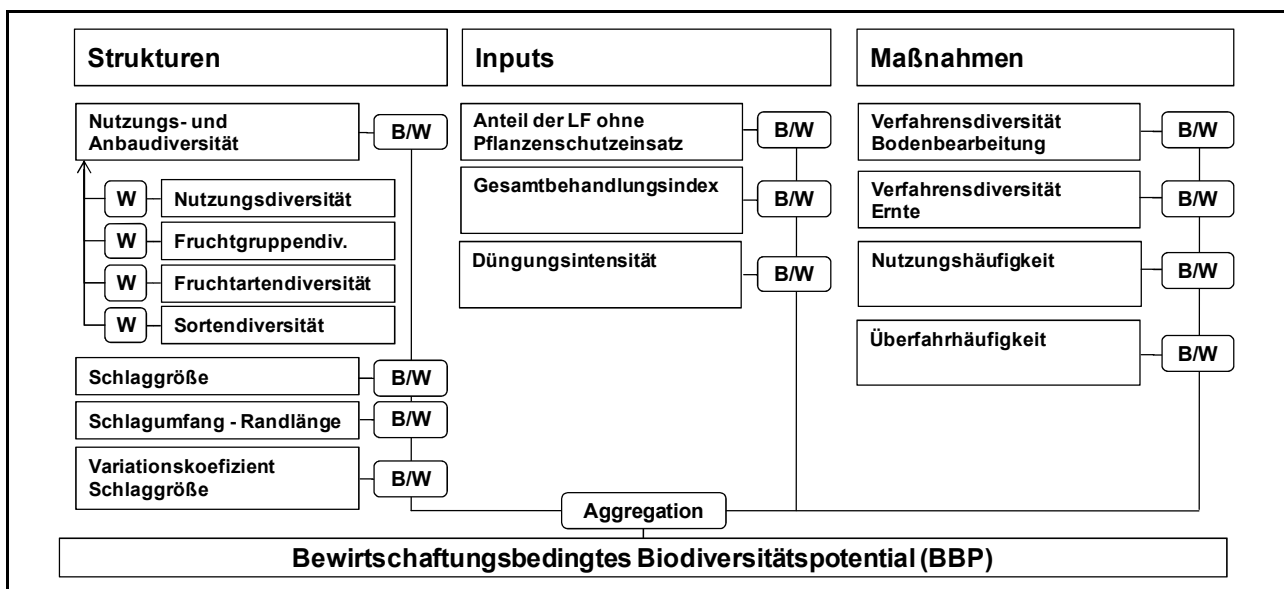 Strukturen
Nutzungs- und
Anbaudiversität
B/W
W
Nutzungsdiversität
W
Fruchtgruppendiv.
W
Fruchtartendiversität
W
Sortendiversität
Schlaggröße
B/W
Schlagumfang - Randlänge
B/W
Variationskoefizient
Schlaggröße
B/W
Inputs
Anteil der LF ohne
Pflanzenschutzeinsatz
B/W
Gesamtbehandlungsindex
B/W
Düngungsintensität
B/W
Maßnahmen
Verfahrensdiversität
Bodenbearbeitung
B/W
Verfahrensdiversität
Ernte
B/W
Nutzungshäufigkeit
B/W
Überfahrhäufigkeit
B/W
Aggregation
Bewirtschaftungsbedingtes Biodiversitätspotential (BBP)